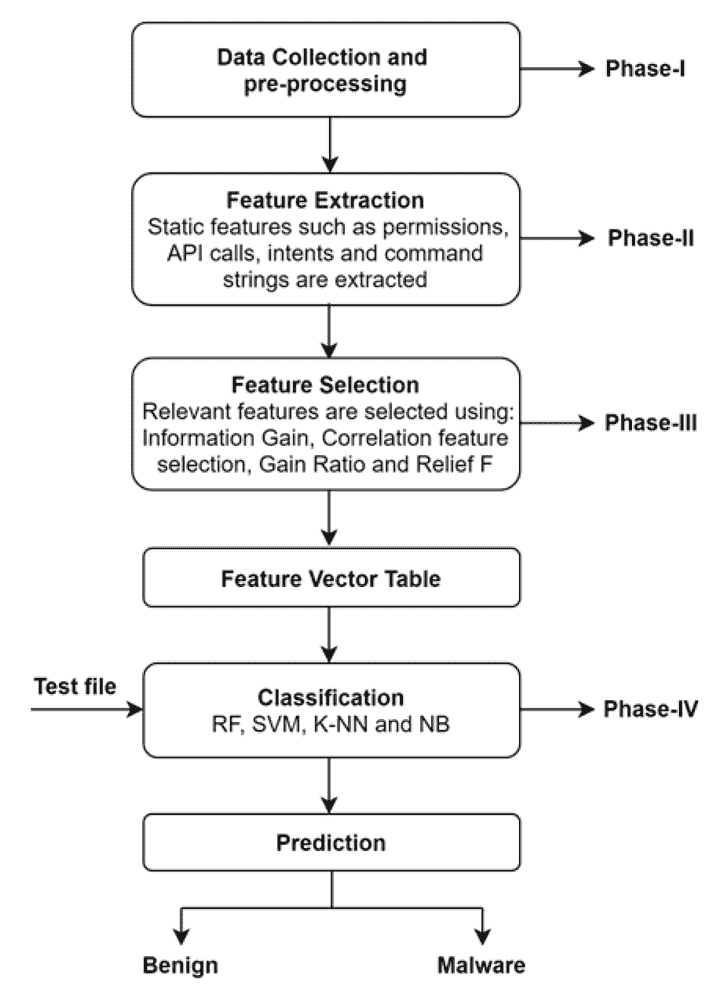 Data Collection and
pre-processing
Phase-I
Feature Extraction
Static features such as permissions,
API calls, intents and command
strings are extracted
Phase-II
Feature Selection
Relevant features are selected using:
Information Gain, Correlation feature
selection, Gain Ratio and Relief F
Phase-III
Feature Vector Table
Test file
Classification
RF, SVM, K-NN and NB
Phase-IV
Prediction
Benign
Malware